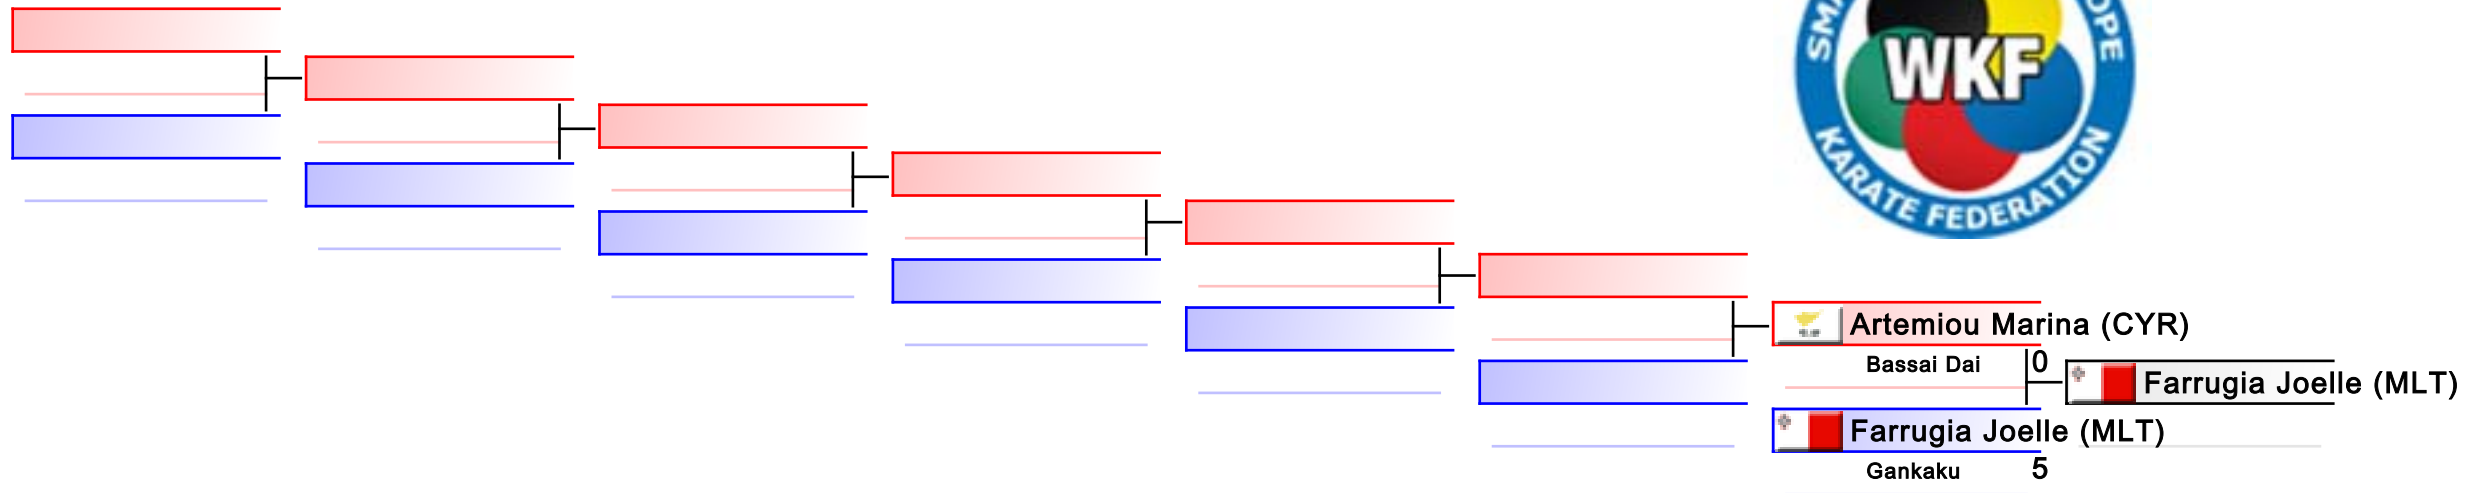 WKF
KARATE FEDERATION
Artemiou Marina (CYR)
Bassai Dai 0
Farrugia Joelle (MLT)
Farrugia Joelle (MLT)
Gankaku 5